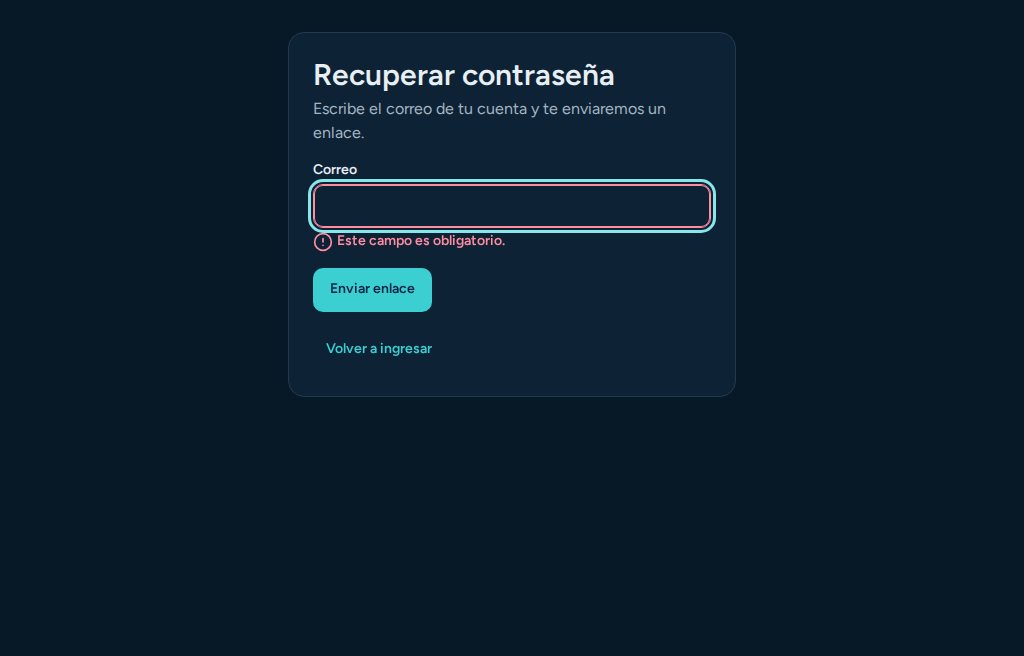 Recuperar contraseña
Escribe el correo de tu cuenta y te enviaremos un
enlace.
Correo
Este campo es obligatorio.
Enviar enlace
Volver a ingresar